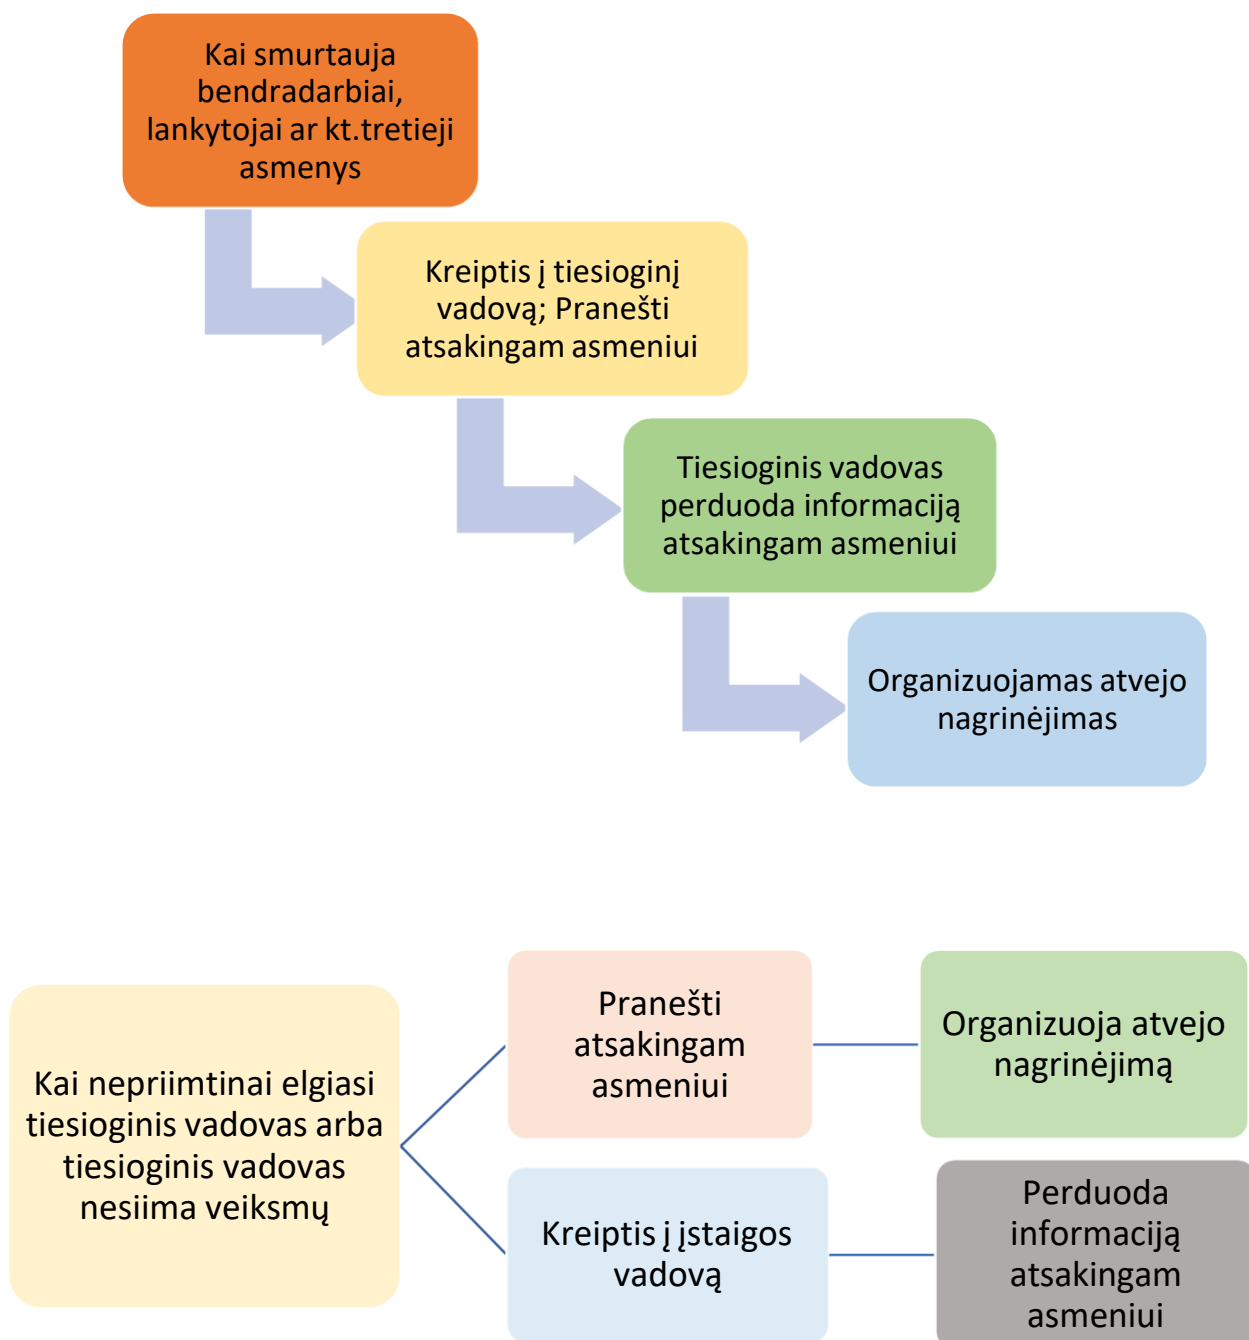 Kai smurtauja
bendradarbiai,
lankytojai ar kt.tretieji
asmenys
Kreiptis į tiesioginį
vadovą; Pranešti
atsakingam asmeniui
Tiesioginis vadovas
perduoda informaciją
atsakingam asmeniui
Organizuojamas atvejo
nagrinėjimas
Kai nepriimtinai elgiasi
tiesioginis vadovas arba
tiesioginis vadovas
nesiima veiksmų
Pranešti
atsakingam
asmeniui
Organizuoja atvejo
nagrinėjimą
Kreiptis į įstaigos
vadovą
Perduoda
informaciją
atsakingam
asmeniui